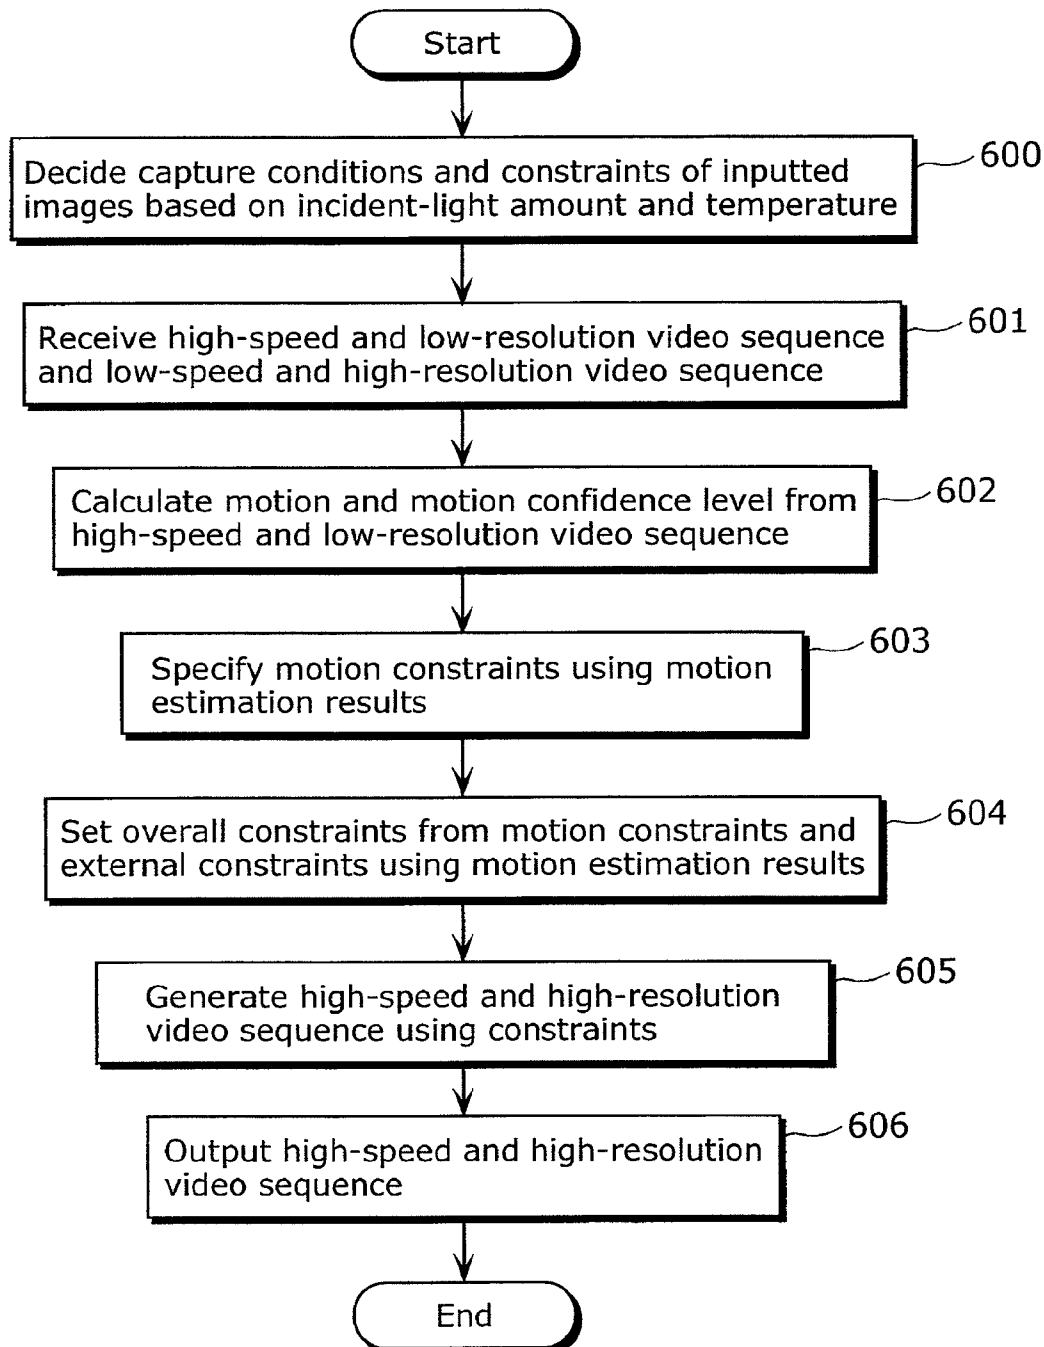 Start
Decide capture conditions and constraints of inputted
images based on incident-light amount and temperature
600
Receive high-speed and low-resolution video sequence
and low-speed and high-resolution video sequence
601
Calculate motion and motion confidence level from
high-speed and low-resolution video sequence
602
Specify motion constraints using motion
estimation results
603
Set overall constraints from motion constraints and
external constraints using motion estimation results
604
Generate high-speed and high-resolution
video sequence using constraints
605
Output high-speed and high-resolution
video sequence
606
End